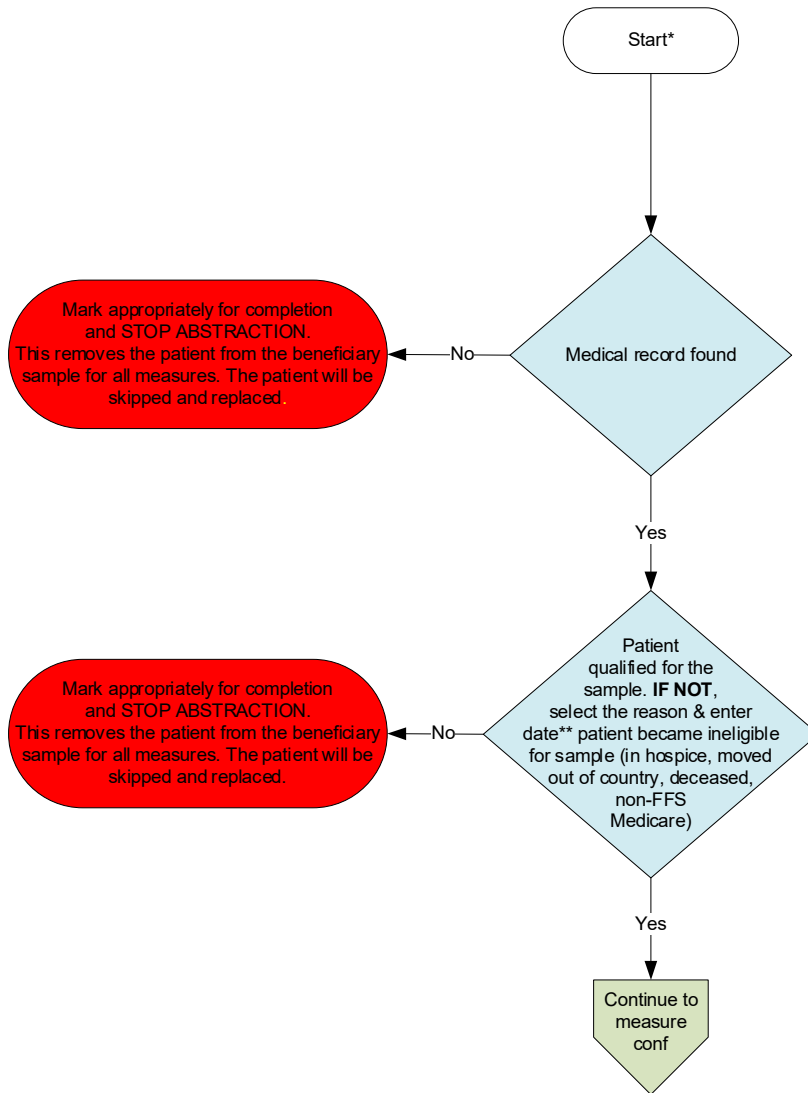 Start*
Medical record found
No
Mark appropriately for completion
and STOP ABSTRACTION.
This removes the patient from the beneficiary
sample for all measures. The patient will be
skipped and replaced.
Yes
Patient
qualified for the
sample. IF NOT,
select the reason & enter
date** patient became ineligible
for sample (in hospice, moved
out of country, deceased,
non-FFS
Medicare)
No
Mark appropriately for completion
and STOP ABSTRACTION.
This removes the patient from the beneficiary
sample for all measures. The patient will be
skipped and replaced.
Yes
Continue to
measure
conf